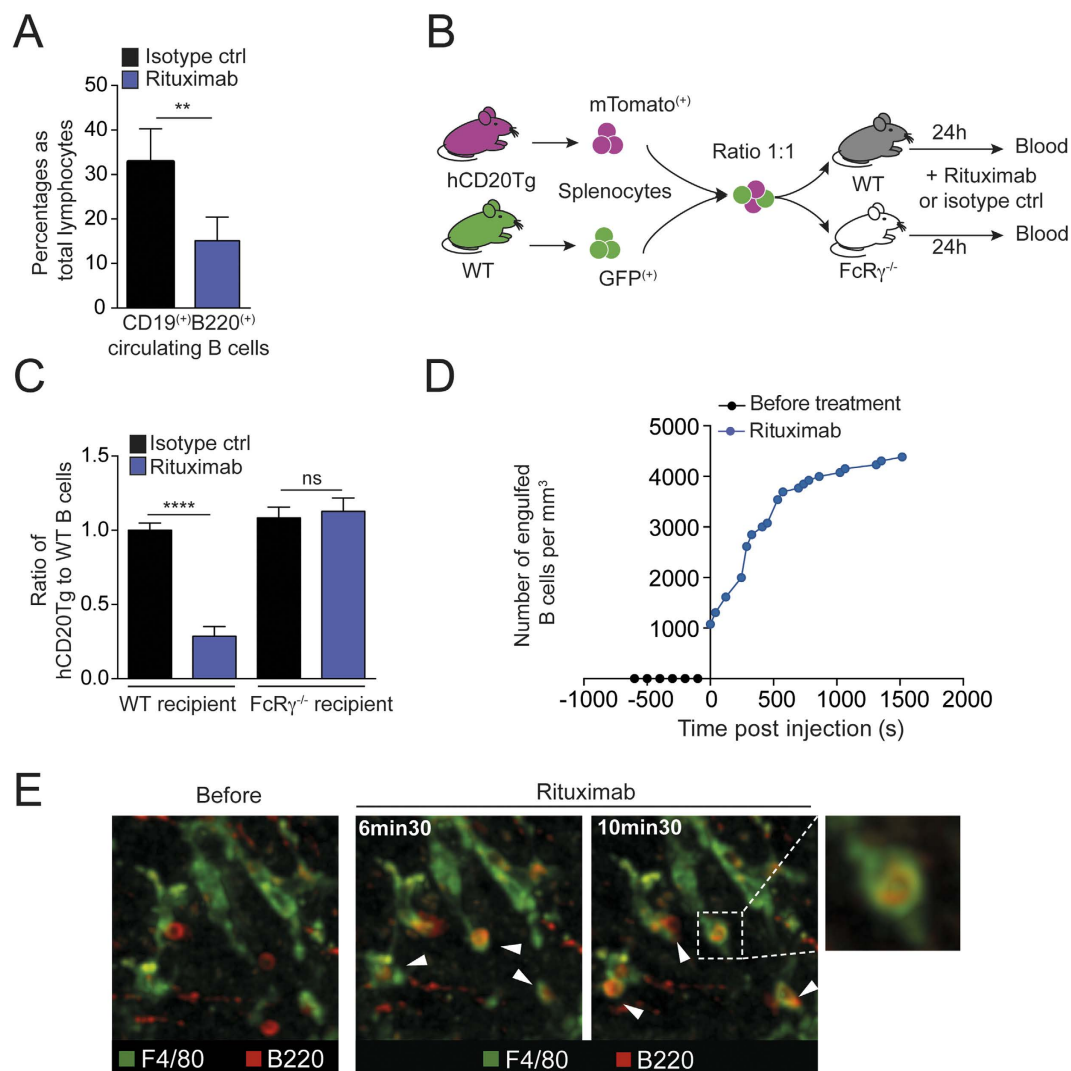 A
Isotype ctrl
Rituximab
Percentages as
total lymphocytes
50
40
30
20
10
0
**
CD19(+)B220(+)
circulating B cells
B
hCD20Tg
WT
mTomato(+)
Splenocytes
GFP(+)
Ratio 1:1
WT
FcRγ-/-
24h
+ Rituximab
or isotype ctrl
24h
Blood
Blood
C
Isotype ctrl
Rituximab
Ratio of
hCD20Tg to WT B cells
1.5
1.0
0.5
0.0
****
ns
WT recipient
FcRγ-/- recipient
D
Before treatment
Rituximab
Number of engulfed
B cells per mm3
5000
4000
3000
2000
1000
-1000 -500 0 500 1000 1500 2000
Time post injection (s)
E
Before
Rituximab
6min30
10min30
F4/80 B220
F4/80 B220